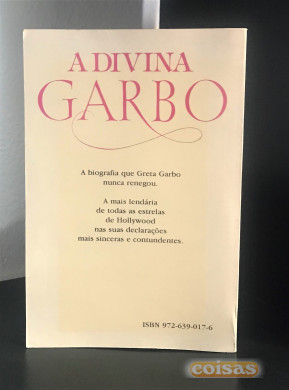 A DIVINA
GARBO
A biografia que Greta Garbo
nunca renegou.
A mais lendária
de todas as estrelas
de Hollywood
nas suas declarações
mais sinceras e contundentes.
ISBN 972-639-017-6
coisas